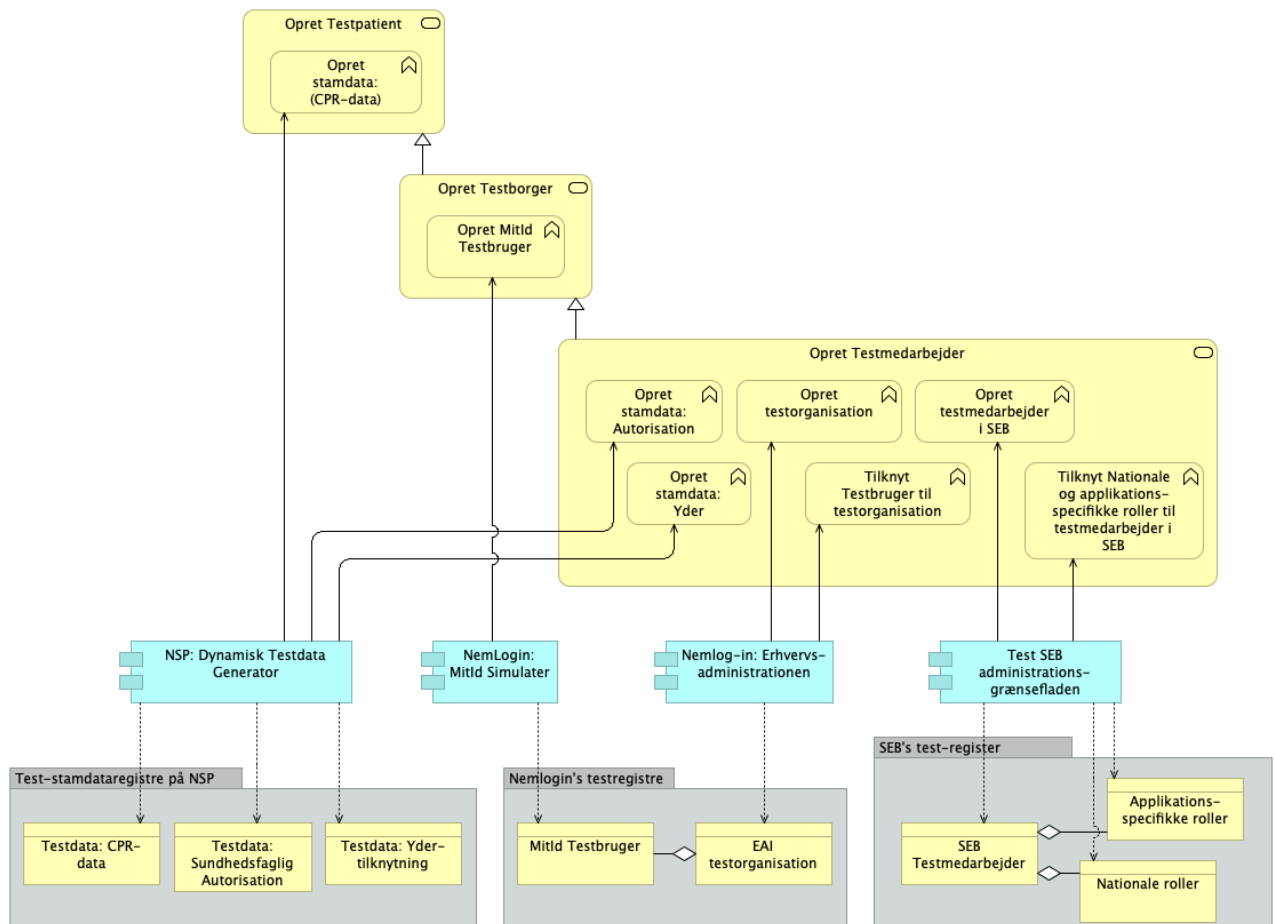 Opret Testpatient
Opret
stamdata:
(CPR-data)
Opret Testborger
Opret MitId
Testbruger
Opret Testmedarbejder
Opret
stamdata:
Autorisation
Opret
testorganisation
Opret
testmedarbejder
i SEB
Opret
stamdata:
Yder
Tilknyt
Testbruger til
testorganisation
Tilknyt Nationale
og applikations-
specifikke roller til
testmedarbejder i
SEB
NSP: Dynamisk Testdata
Generator
NemLogin:
MitId Simulater
Nemlog-in: Erhvervs-
administrationen
Test SEB
administrations-
grænsefladen
Test-stamdataregistre på NSP
Testdata: CPR-
data
Testdata:
Sundhedsfaglig
Autorisation
Testdata: Yder-
tilknytning
Nemlogin's testregistre
MitId Testbruger
EAI
testorganisation
SEB's test-register
SEB
Testmedarbejder
Applikations-
specifikke roller
Nationale roller